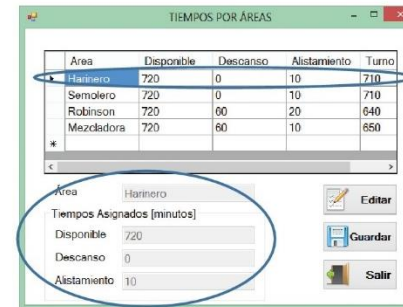 TIEMPOS POR ÁREAS
Area Disponible Descanso Alistamiento Turno
Harinero 720 0 10 710
Semolero 720 0 10 710
Robinson 720 60 20 640
Mezcladora 720 60 10 650
Área Harinero
Tiempos Asignados [minutos]
Disponible 720
Descanso 0
Alistamiento 10
Editar
Guardar
Salir